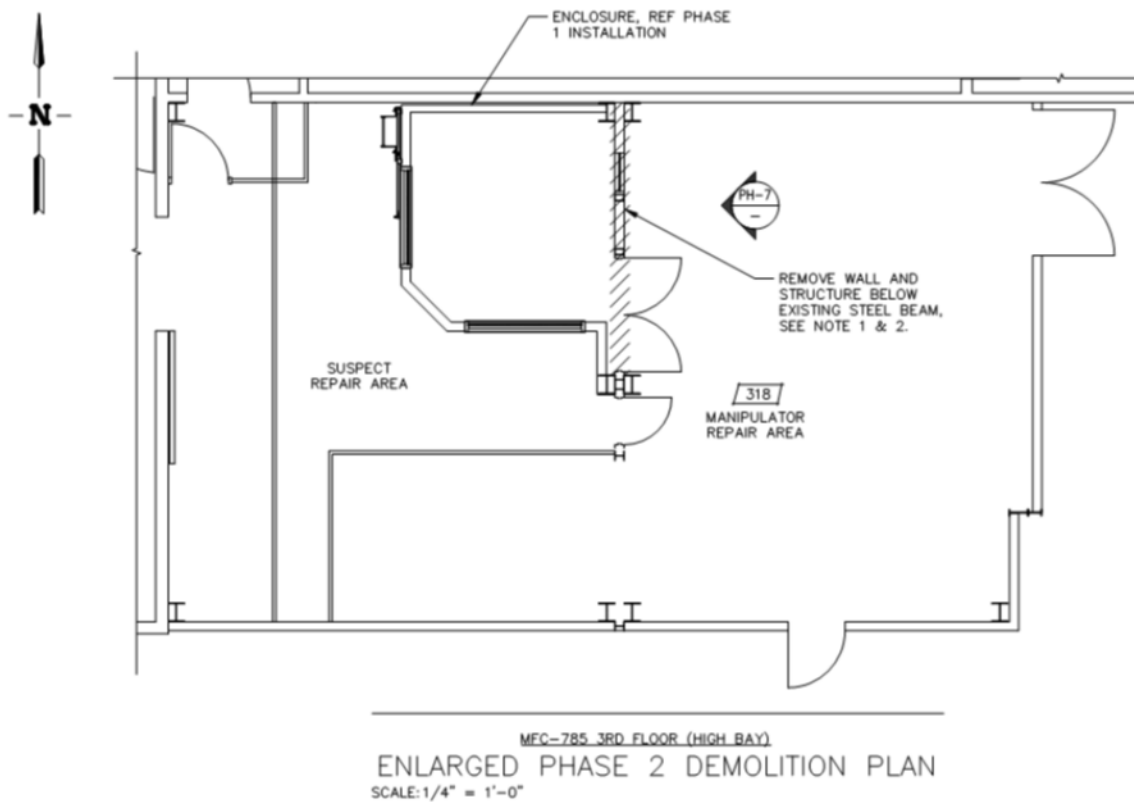 ENCLOSURE, REF PHASE
1 INSTALLATION
N
PH-7
-
REMOVE WALL AND
STRUCTURE BELOW
EXISTING STEEL BEAM,
SEE NOTE 1 & 2.
SUSPECT
REPAIR AREA
318
MANIPULATOR
REPAIR AREA
MFC-785 3RD FLOOR (HIGH BAY)
ENLARGED PHASE 2 DEMOLITION PLAN
SCALE:1/4" = 1'-0"